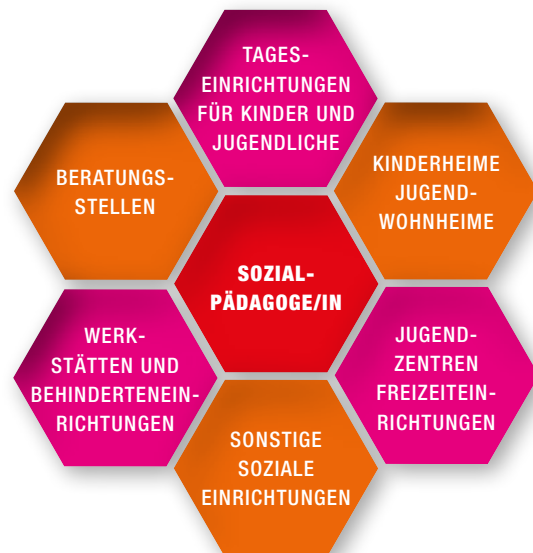 TAGES-
EINRICHTUNGEN
FÜR KINDER UND
JUGENDLICHE
BERATUNGS-
STELLEN
KINDERHEIME
JUGEND-
WOHNHEIME
SOZIAL-
PÄDAGOGE/IN
WERK-
STÄTTEN UND
BEHINDERTENEIN-
RICHTUNGEN
JUGEND-
ZENTREN
FREIZEITEIN-
RICHTUNGEN
SONSTIGE
SOZIALE
EINRICHTUNGEN